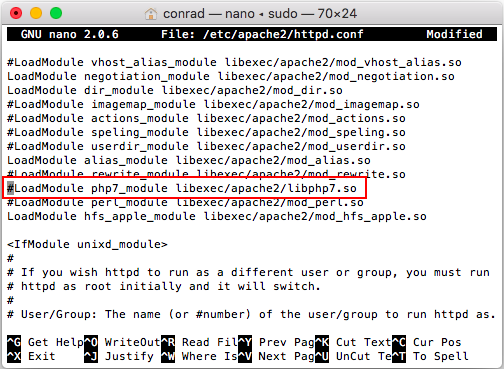 conrad — nano ◂ sudo — 70×24
GNU nano 2.0.6 File: /etc/apache2/httpd.conf Modified
#LoadModule vhost_alias_module libexec/apache2/mod_vhost_alias.so
LoadModule negotiation_module libexec/apache2/mod_negotiation.so
LoadModule dir_module libexec/apache2/mod_dir.so
#LoadModule imagemap_module libexec/apache2/mod_imagemap.so
#LoadModule actions_module libexec/apache2/mod_actions.so
#LoadModule speling_module libexec/apache2/mod_speling.so
#LoadModule userdir_module libexec/apache2/mod_userdir.so
LoadModule alias_module libexec/apache2/mod_alias.so
#LoadModule rewrite_module libexec/apache2/mod_rewrite.so
#LoadModule php7_module libexec/apache2/libphp7.so
#LoadModule perl_module libexec/apache2/mod_perl.so
LoadModule hfs_apple_module libexec/apache2/mod_hfs_apple.so
<IfModule unixd_module>
#
# If you wish httpd to run as a different user or group, you must run
# httpd as root initially and it will switch.
#
# User/Group: The name (or #number) of the user/group to run httpd as.
^G Get Help^O WriteOut^R Read Fil^Y Prev Pag^K Cut Text^C Cur Pos
^X Exit ^J Justify ^W Where Is^V Next Pag^U UnCut Te^T To Spell